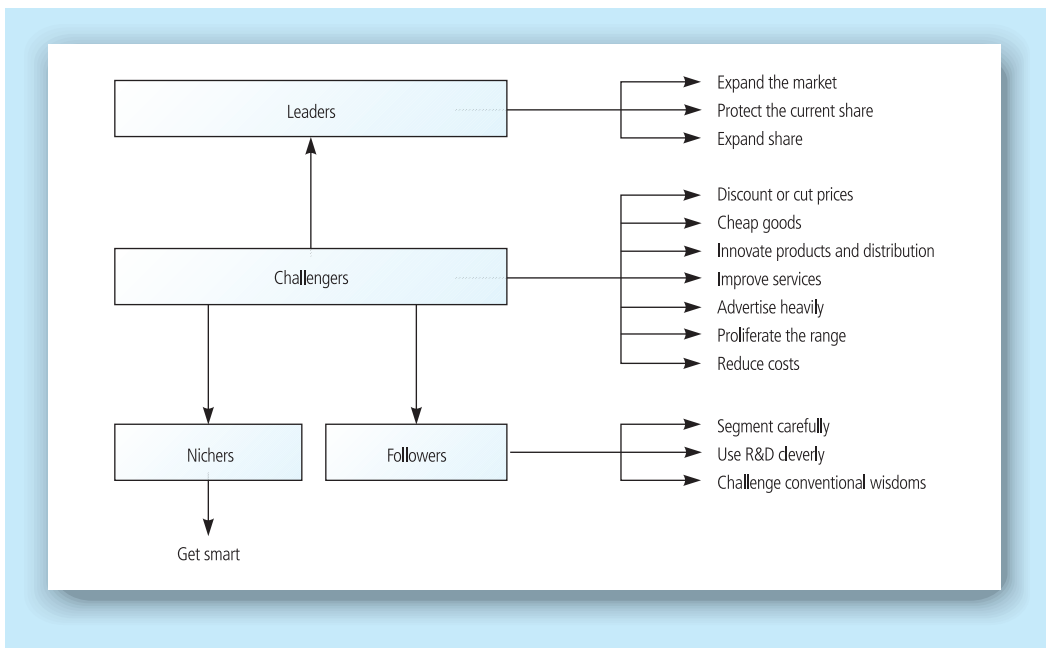 Leaders
Expand the market
Protect the current share
Expand share
Challengers
Discount or cut prices
Cheap goods
Innovate products and distribution
Improve services
Advertise heavily
Proliferate the range
Reduce costs
Nichers
Followers
Segment carefully
Use R&D cleverly
Challenge conventional wisdoms
Get smart